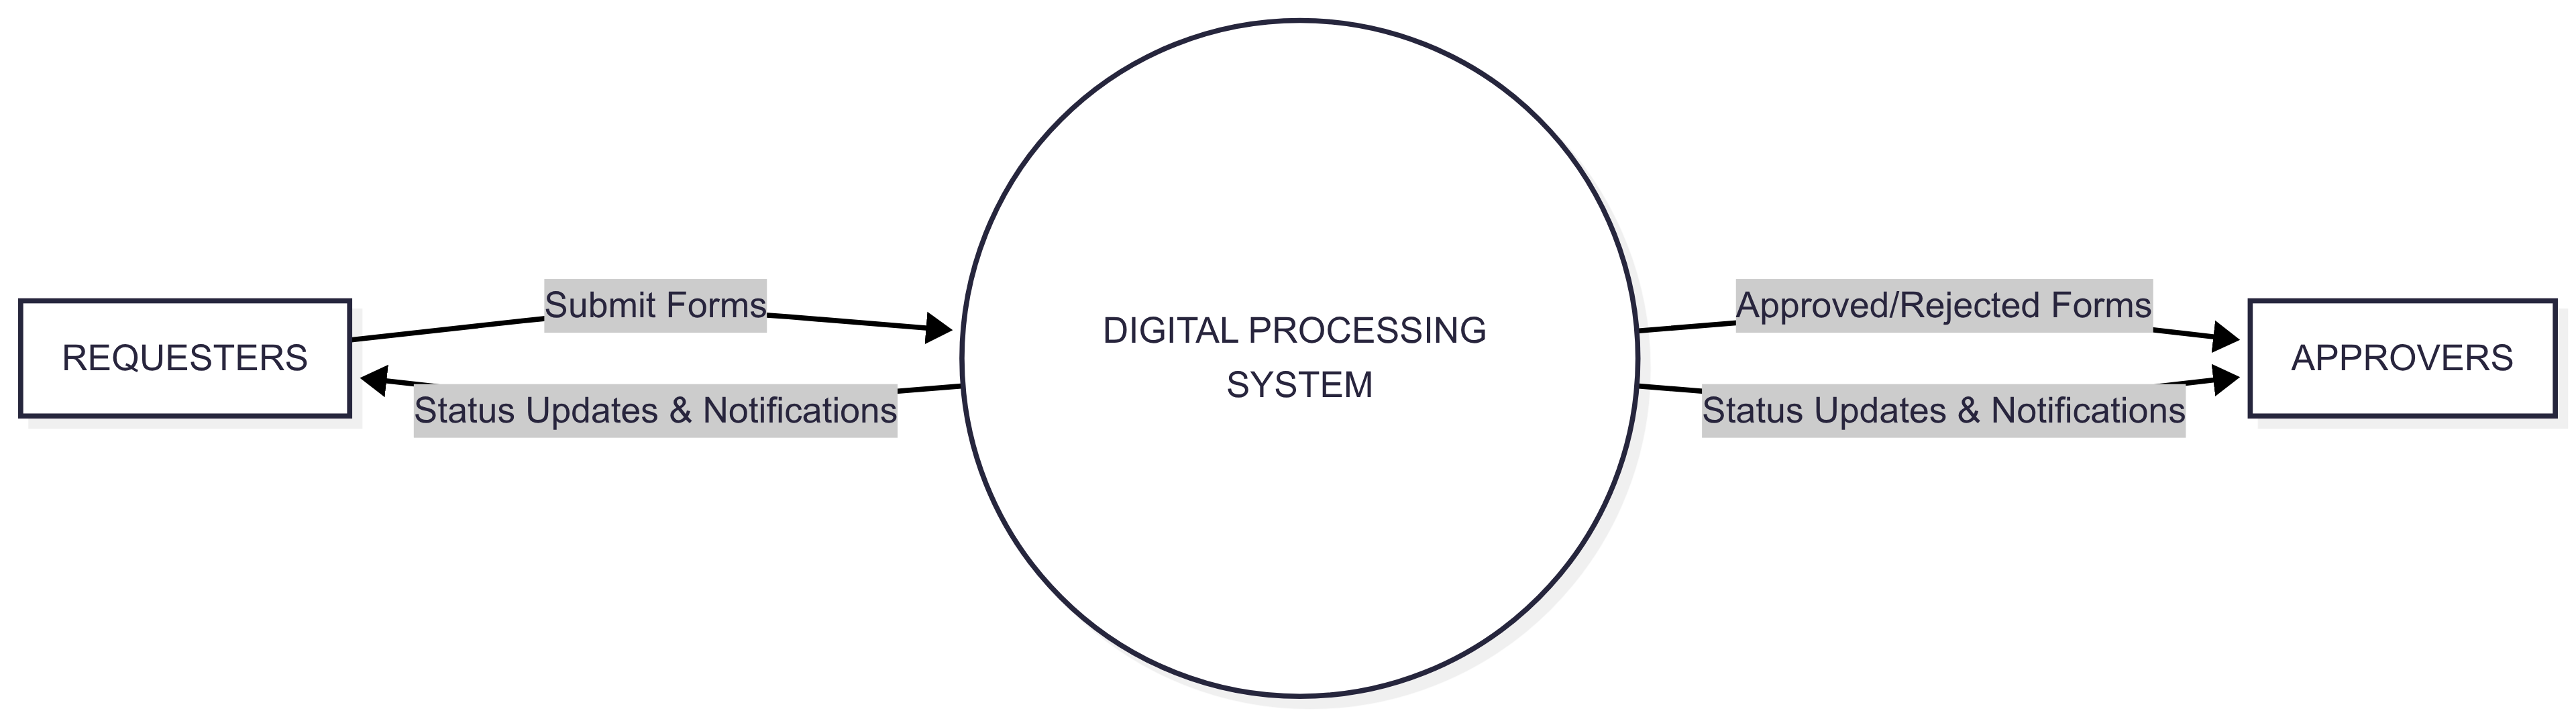 REQUESTERS
Submit Forms
Status Updates & Notifications
DIGITAL PROCESSING
SYSTEM
Approved/Rejected Forms
Status Updates & Notifications
APPROVERS